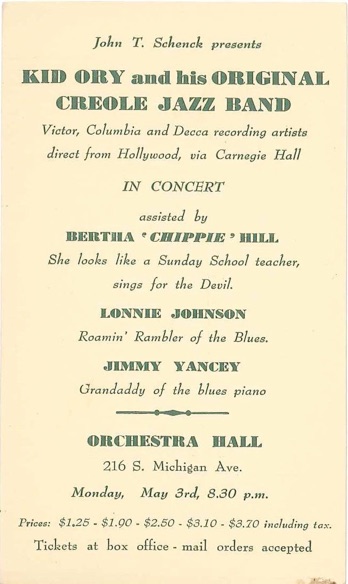 John T. Schenck presents
KID ORY and his ORIGINAL
CREOLE JAZZ BAND
Victor, Columbia and Decca recording artists
direct from Hollywood, via Carnegie Hall
IN CONCERT
assisted by
BERTHA "CHIPPIE" HILL
She looks like a Sunday School teacher,
sings for the Devil.
LONNIE JOHNSON
Roamin' Rambler of the Blues.
JIMMY YANCEY
Grandaddy of the blues piano
ORCHESTRA HALL
216 S. Michigan Ave.
Monday, May 3rd, 8.30 p.m.
Prices: $1.25 - $1.90 - $2.50 - $3.10 - $3.70 including tax.
Tickets at box office - mail orders accepted